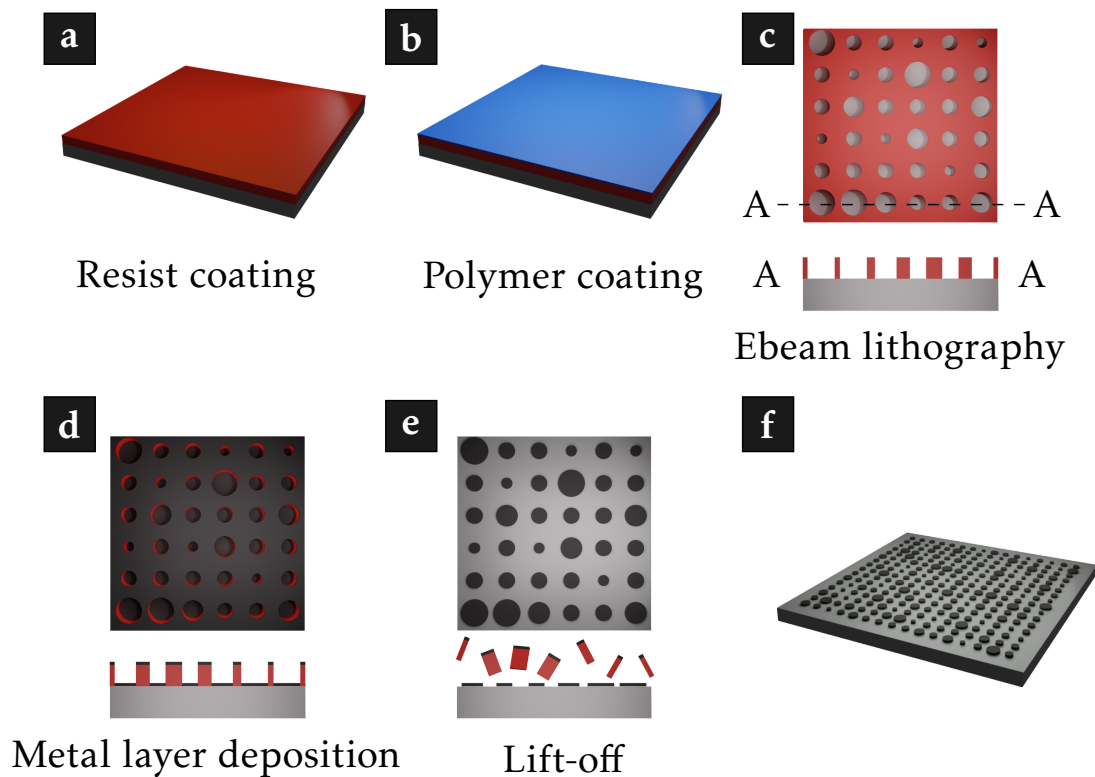 a
b
c
Resist coating
Polymer coating
A A
A A
Ebeam lithography
d
e
f
Metal layer deposition
Lift-off